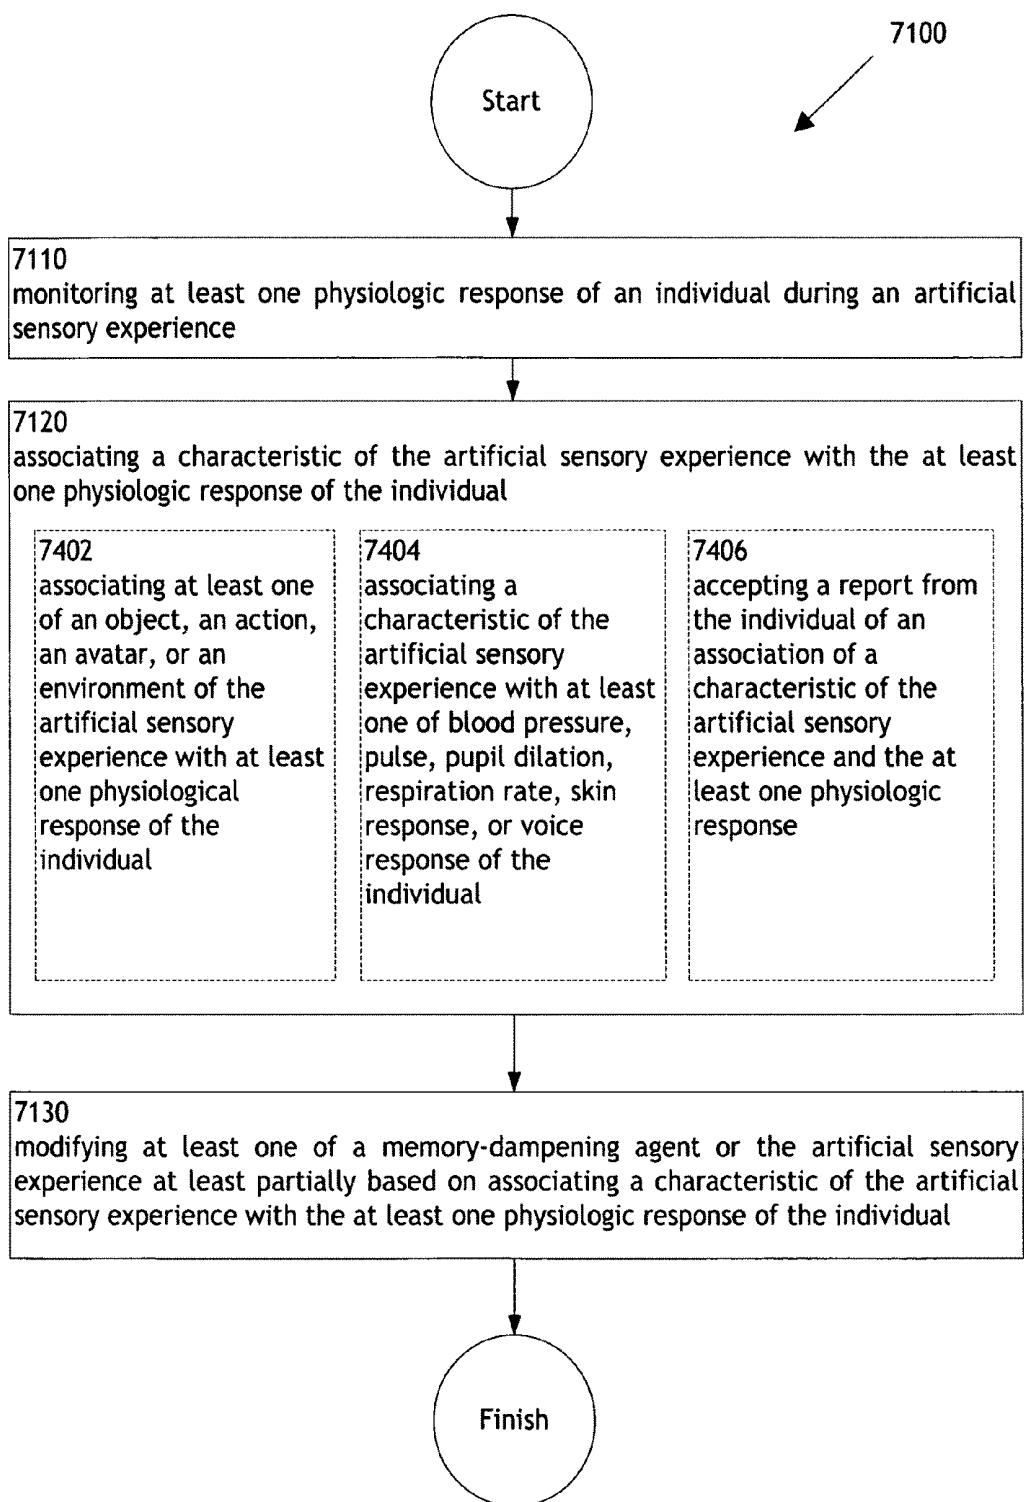 7100
Start
7110
monitoring at least one physiologic response of an individual during an artificial
sensory experience
7120
associating a characteristic of the artificial sensory experience with the at least
one physiologic response of the individual
7402
associating at least one
of an object, an action,
an avatar, or an
environment of the
artificial sensory
experience with at least
one physiological
response of the
individual
7404
associating a
characteristic of the
artificial sensory
experience with at least
one of blood pressure,
pulse, pupil dilation,
respiration rate, skin
response, or voice
response of the
individual
7406
accepting a report from
the individual of an
association of a
characteristic of the
artificial sensory
experience and the at
least one physiologic
response
7130
modifying at least one of a memory-dampening agent or the artificial sensory
experience at least partially based on associating a characteristic of the artificial
sensory experience with the at least one physiologic response of the individual
Finish